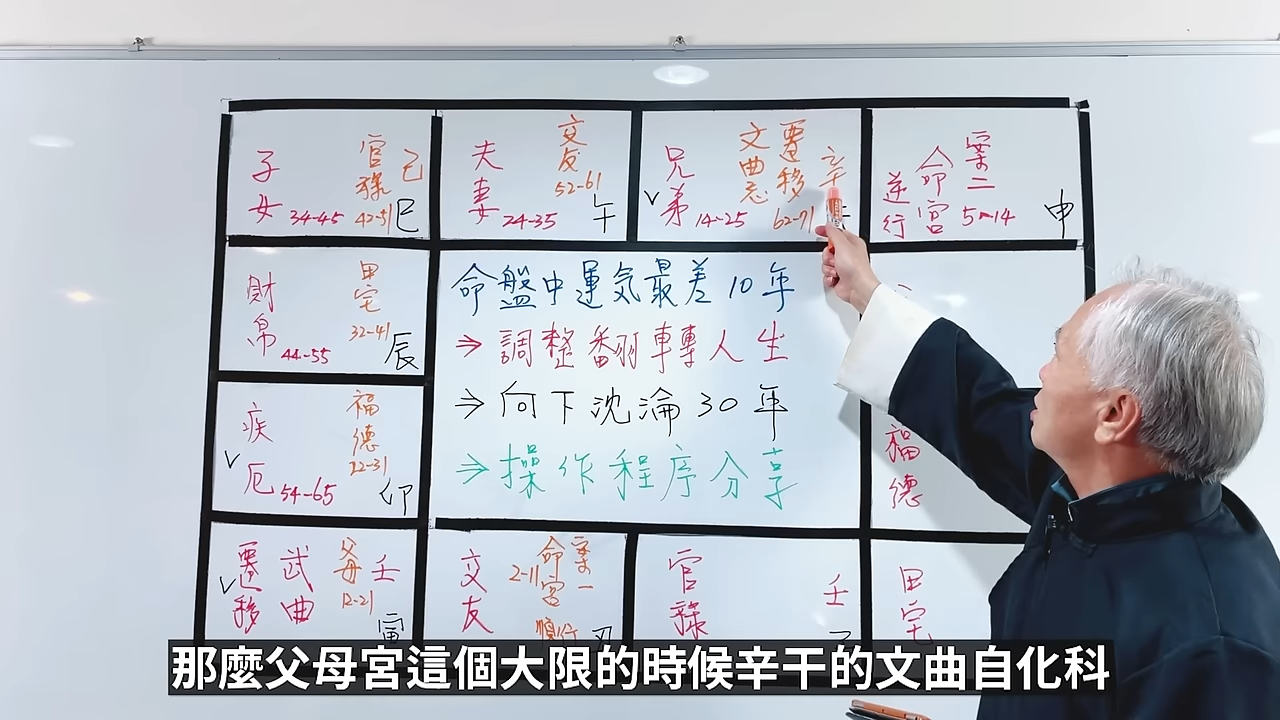 子女 34-45 官祿 42-51 己 巳
夫妻 24-35 交友 52-61 午
兄弟 14-25 文曲忌 遷移 62-71 辛
逆行 命宮 案二 5-14 申
財帛 44-55 田宅 32-41 辰
命盤中運気最差10年
⇒調整翻轉人生
⇒向下沈淪30年
⇒操作程序分享
疾厄 54-65 福德 22-31 卯
福德
遷移 武曲 父母 12-21 壬 寅
交友 2-11 命宮 案一 順行 丑
官祿 壬
田宅
那麼父母宮這個大限的時候辛干的文曲自化科